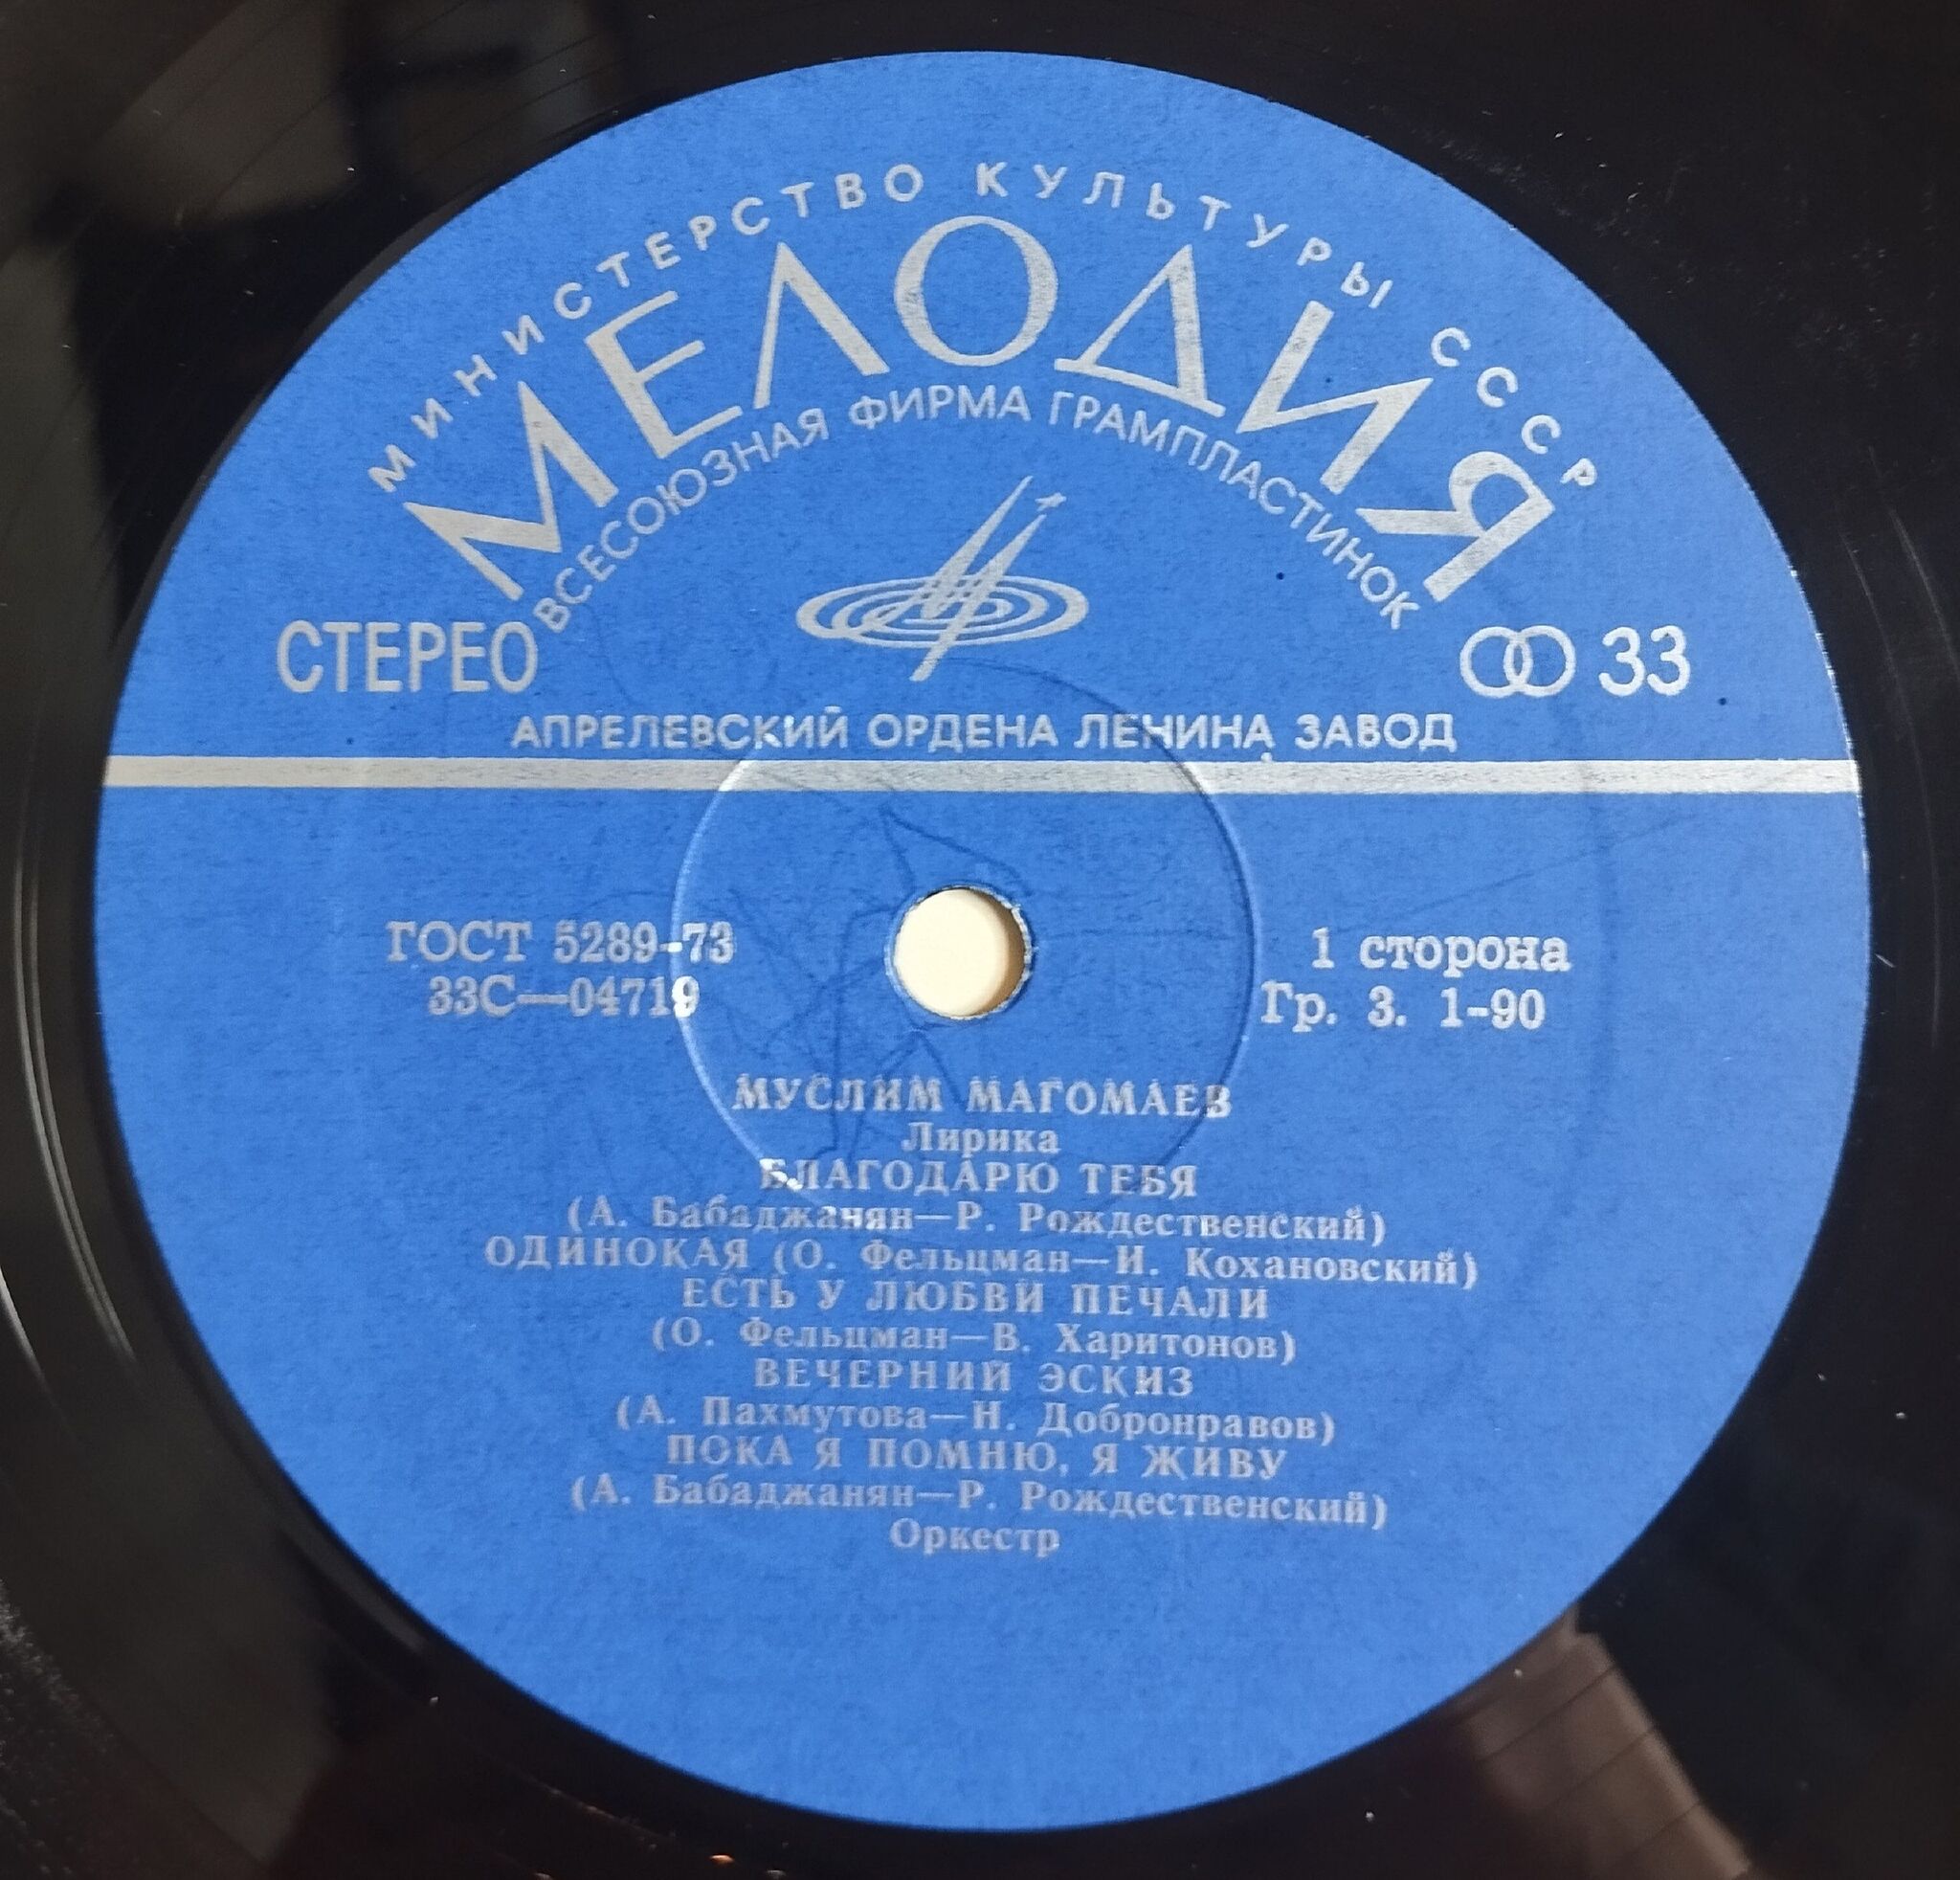 МИНИСТЕРСТВО КУЛЬТУРЫ СССР
МЕЛОДИЯ
ВСЕСОЮЗНАЯ ФИРМА ГРАМПЛАСТИНОК
СТЕРЕО
33
АПРЕЛЕВСКИЙ ОРДЕНА ЛЕНИНА ЗАВОД
ГОСТ 5289-73
33С—04719
1 сторона
Гр. 3. 1-90
МУСЛИМ МАГОМАЕВ
Лирика
БЛАГОДАРЮ ТЕБЯ
(А. Бабаджанян—Р. Рождественский)
ОДИНОКАЯ (О. Фельцман—И. Кохановский)
ЕСТЬ У ЛЮБВИ ПЕЧАЛИ
(О. Фельцман—В. Харитонов)
ВЕЧЕРНИЙ ЭСКИЗ
(А. Пахмутова—Н. Добронравов)
ПОКА Я ПОМНЮ, Я ЖИВУ
(А. Бабаджанян—Р. Рождественский)
Оркестр